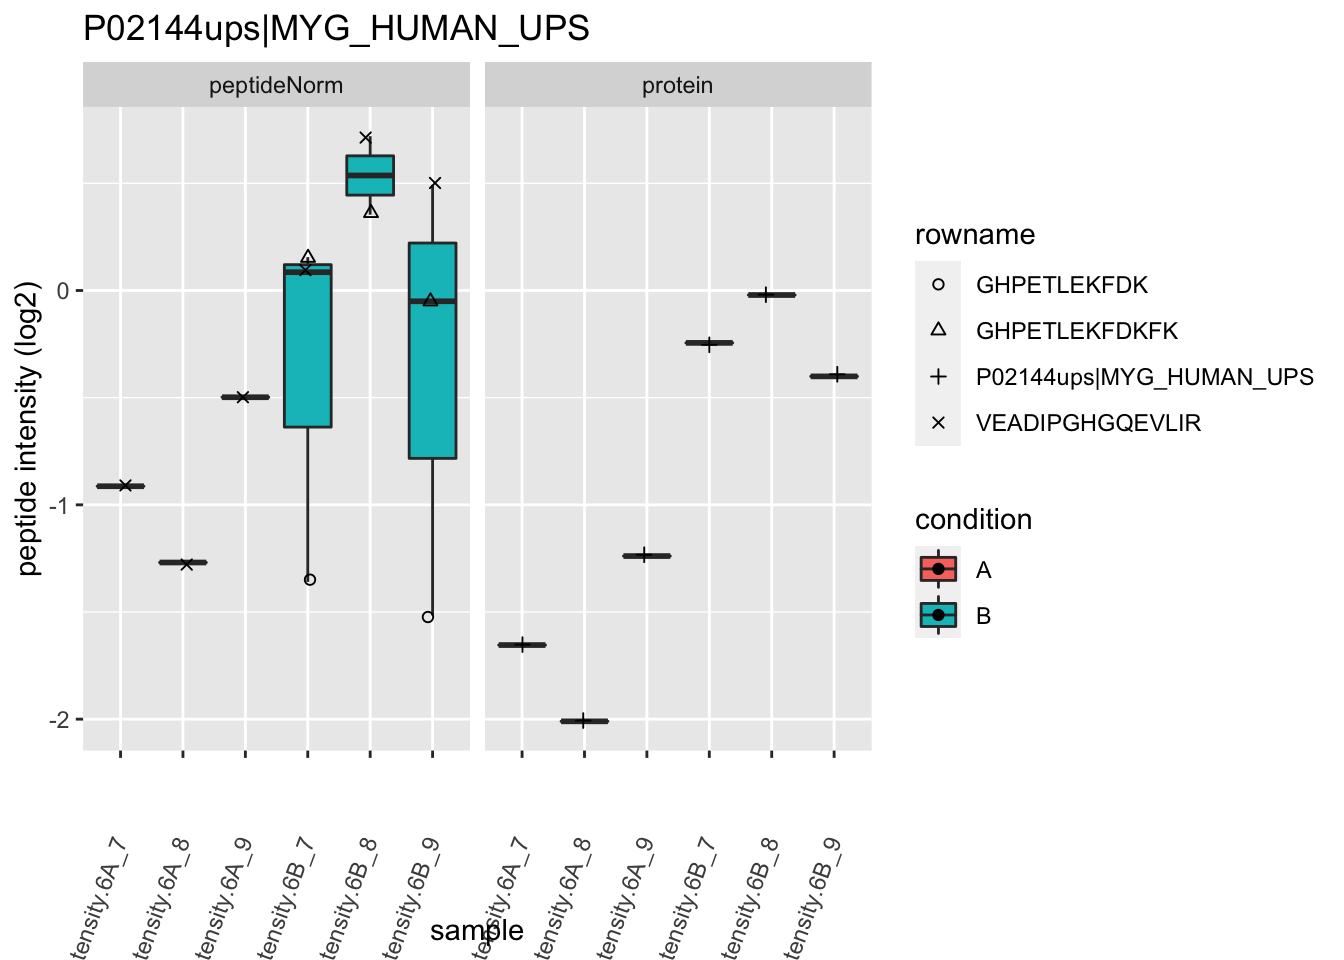 P02144ups|MYG_HUMAN_UPS
peptideNorm
protein
peptide intensity (log2)
0
-1
-2
tensity.6A_7
tensity.6A_8
tensity.6A_9
tensity.6B_7
tensity.6B_8
tensity.6B_9
tensity.6A_7
tensity.6A_8
tensity.6A_9
tensity.6B_7
tensity.6B_8
tensity.6B_9
sample
rowname
GHPETLEKFDK
GHPETLEKFDKFK
P02144ups|MYG_HUMAN_UPS
VEADIPGHGQEVLIR
condition
A
B